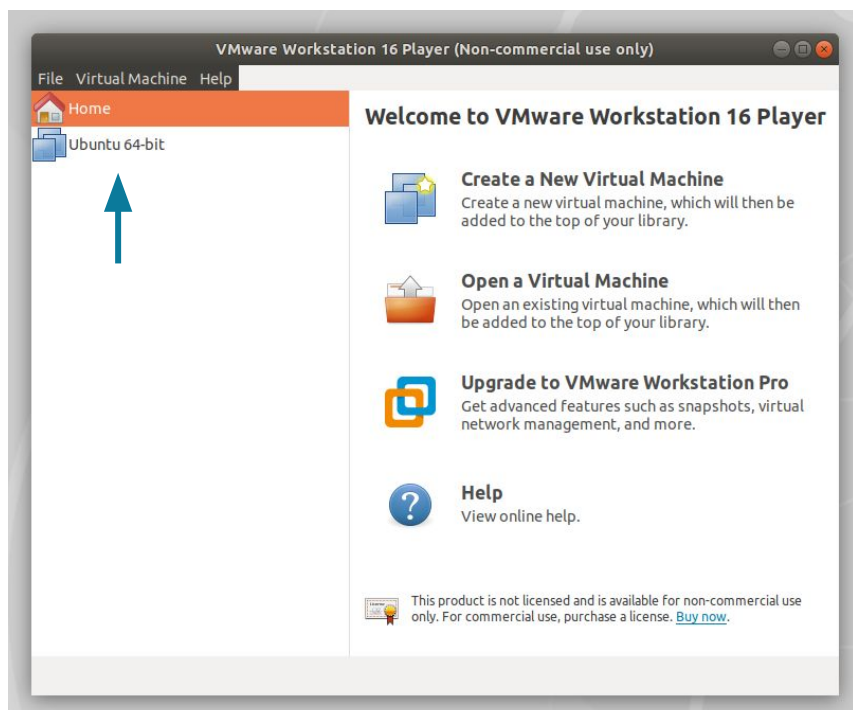 VMware Workstation 16 Player (Non-commercial use only)
File Virtual Machine Help
Home
Ubuntu 64-bit
Welcome to VMware Workstation 16 Player
Create a New Virtual Machine
Create a new virtual machine, which will then be
added to the top of your library.
Open a Virtual Machine
Open an existing virtual machine, which will then
be added to the top of your library.
Upgrade to VMware Workstation Pro
Get advanced features such as snapshots, virtual
network management, and more.
Help
View online help.
This product is not licensed and is available for non-commercial use
only. For commercial use, purchase a license. Buy now.